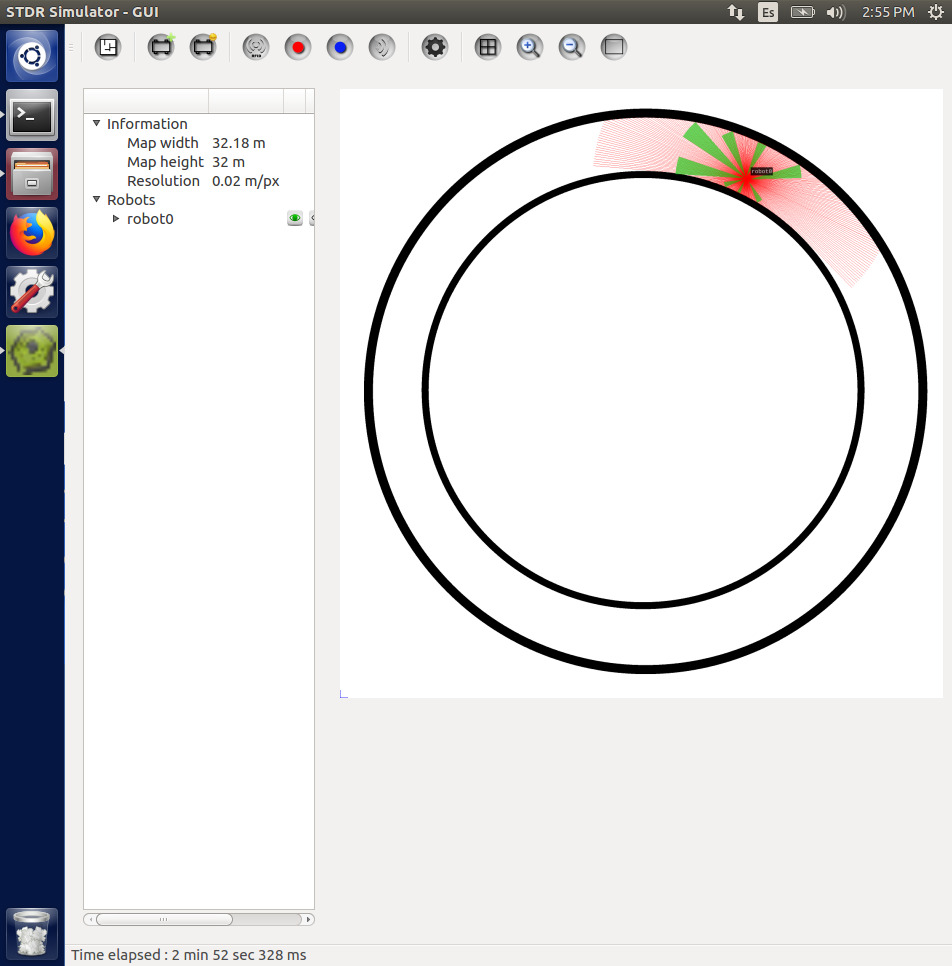 STDR Simulator - GUI
Es
2:55 PM
Information
Map width 32.18 m
Map height 32 m
Resolution 0.02 m/px
Robots
robot0
robot0
Time elapsed : 2 min 52 sec 328 ms